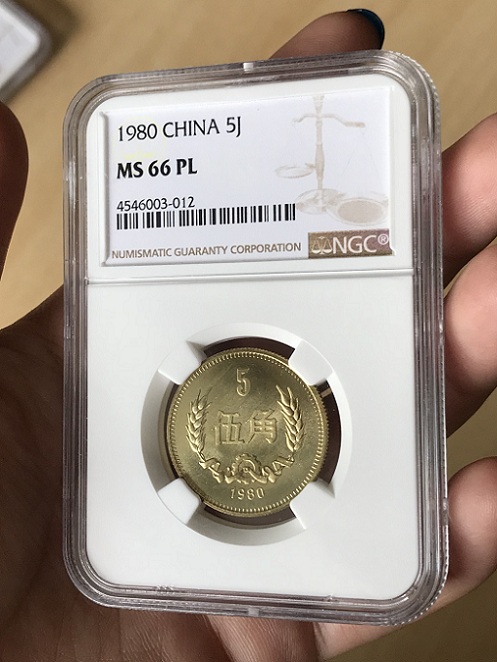 1980 CHINA 5J
MS 66 PL
4546003-012
NUMISMATIC GUARANTY CORPORATION
NGC®
5
伍角
1980